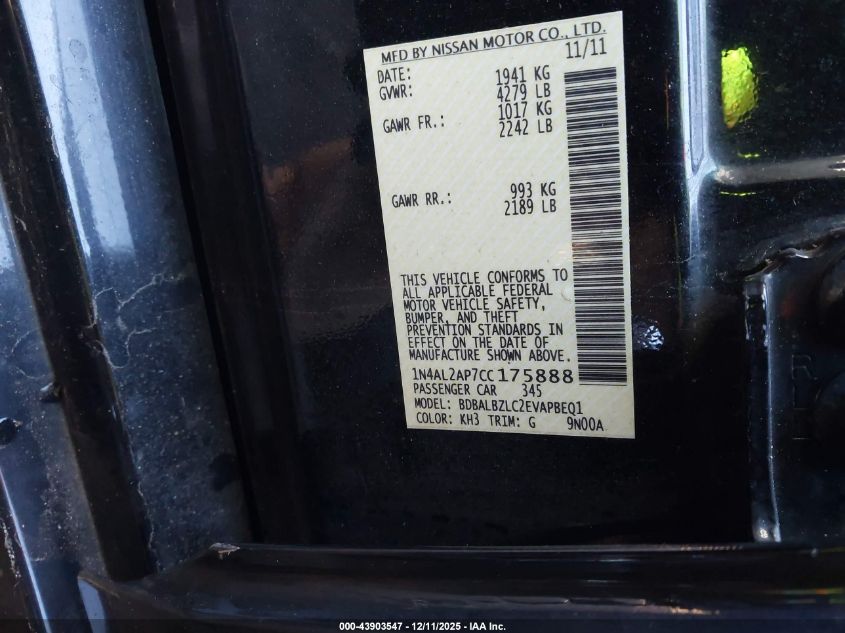 MFD BY NISSAN MOTOR CO., LTD.
DATE: 11/11
GVWR: 1941 KG
4279 LB
GAWR FR.: 1017 KG
2242 LB
GAWR RR.: 993 KG
2189 LB
THIS VEHICLE CONFORMS TO
ALL APPLICABLE FEDERAL
MOTOR VEHICLE SAFETY,
BUMPER, AND THEFT
PREVENTION STANDARDS IN
EFFECT ON THE DATE OF
MANUFACTURE SHOWN ABOVE.
1N4AL2AP7CC175888
PASSENGER CAR 345
MODEL: BDBALBZLC2EVAPBEQ1
COLOR: KH3 TRIM: G 9N00A
000-43903547 - 12/11/2025 - IAA Inc.